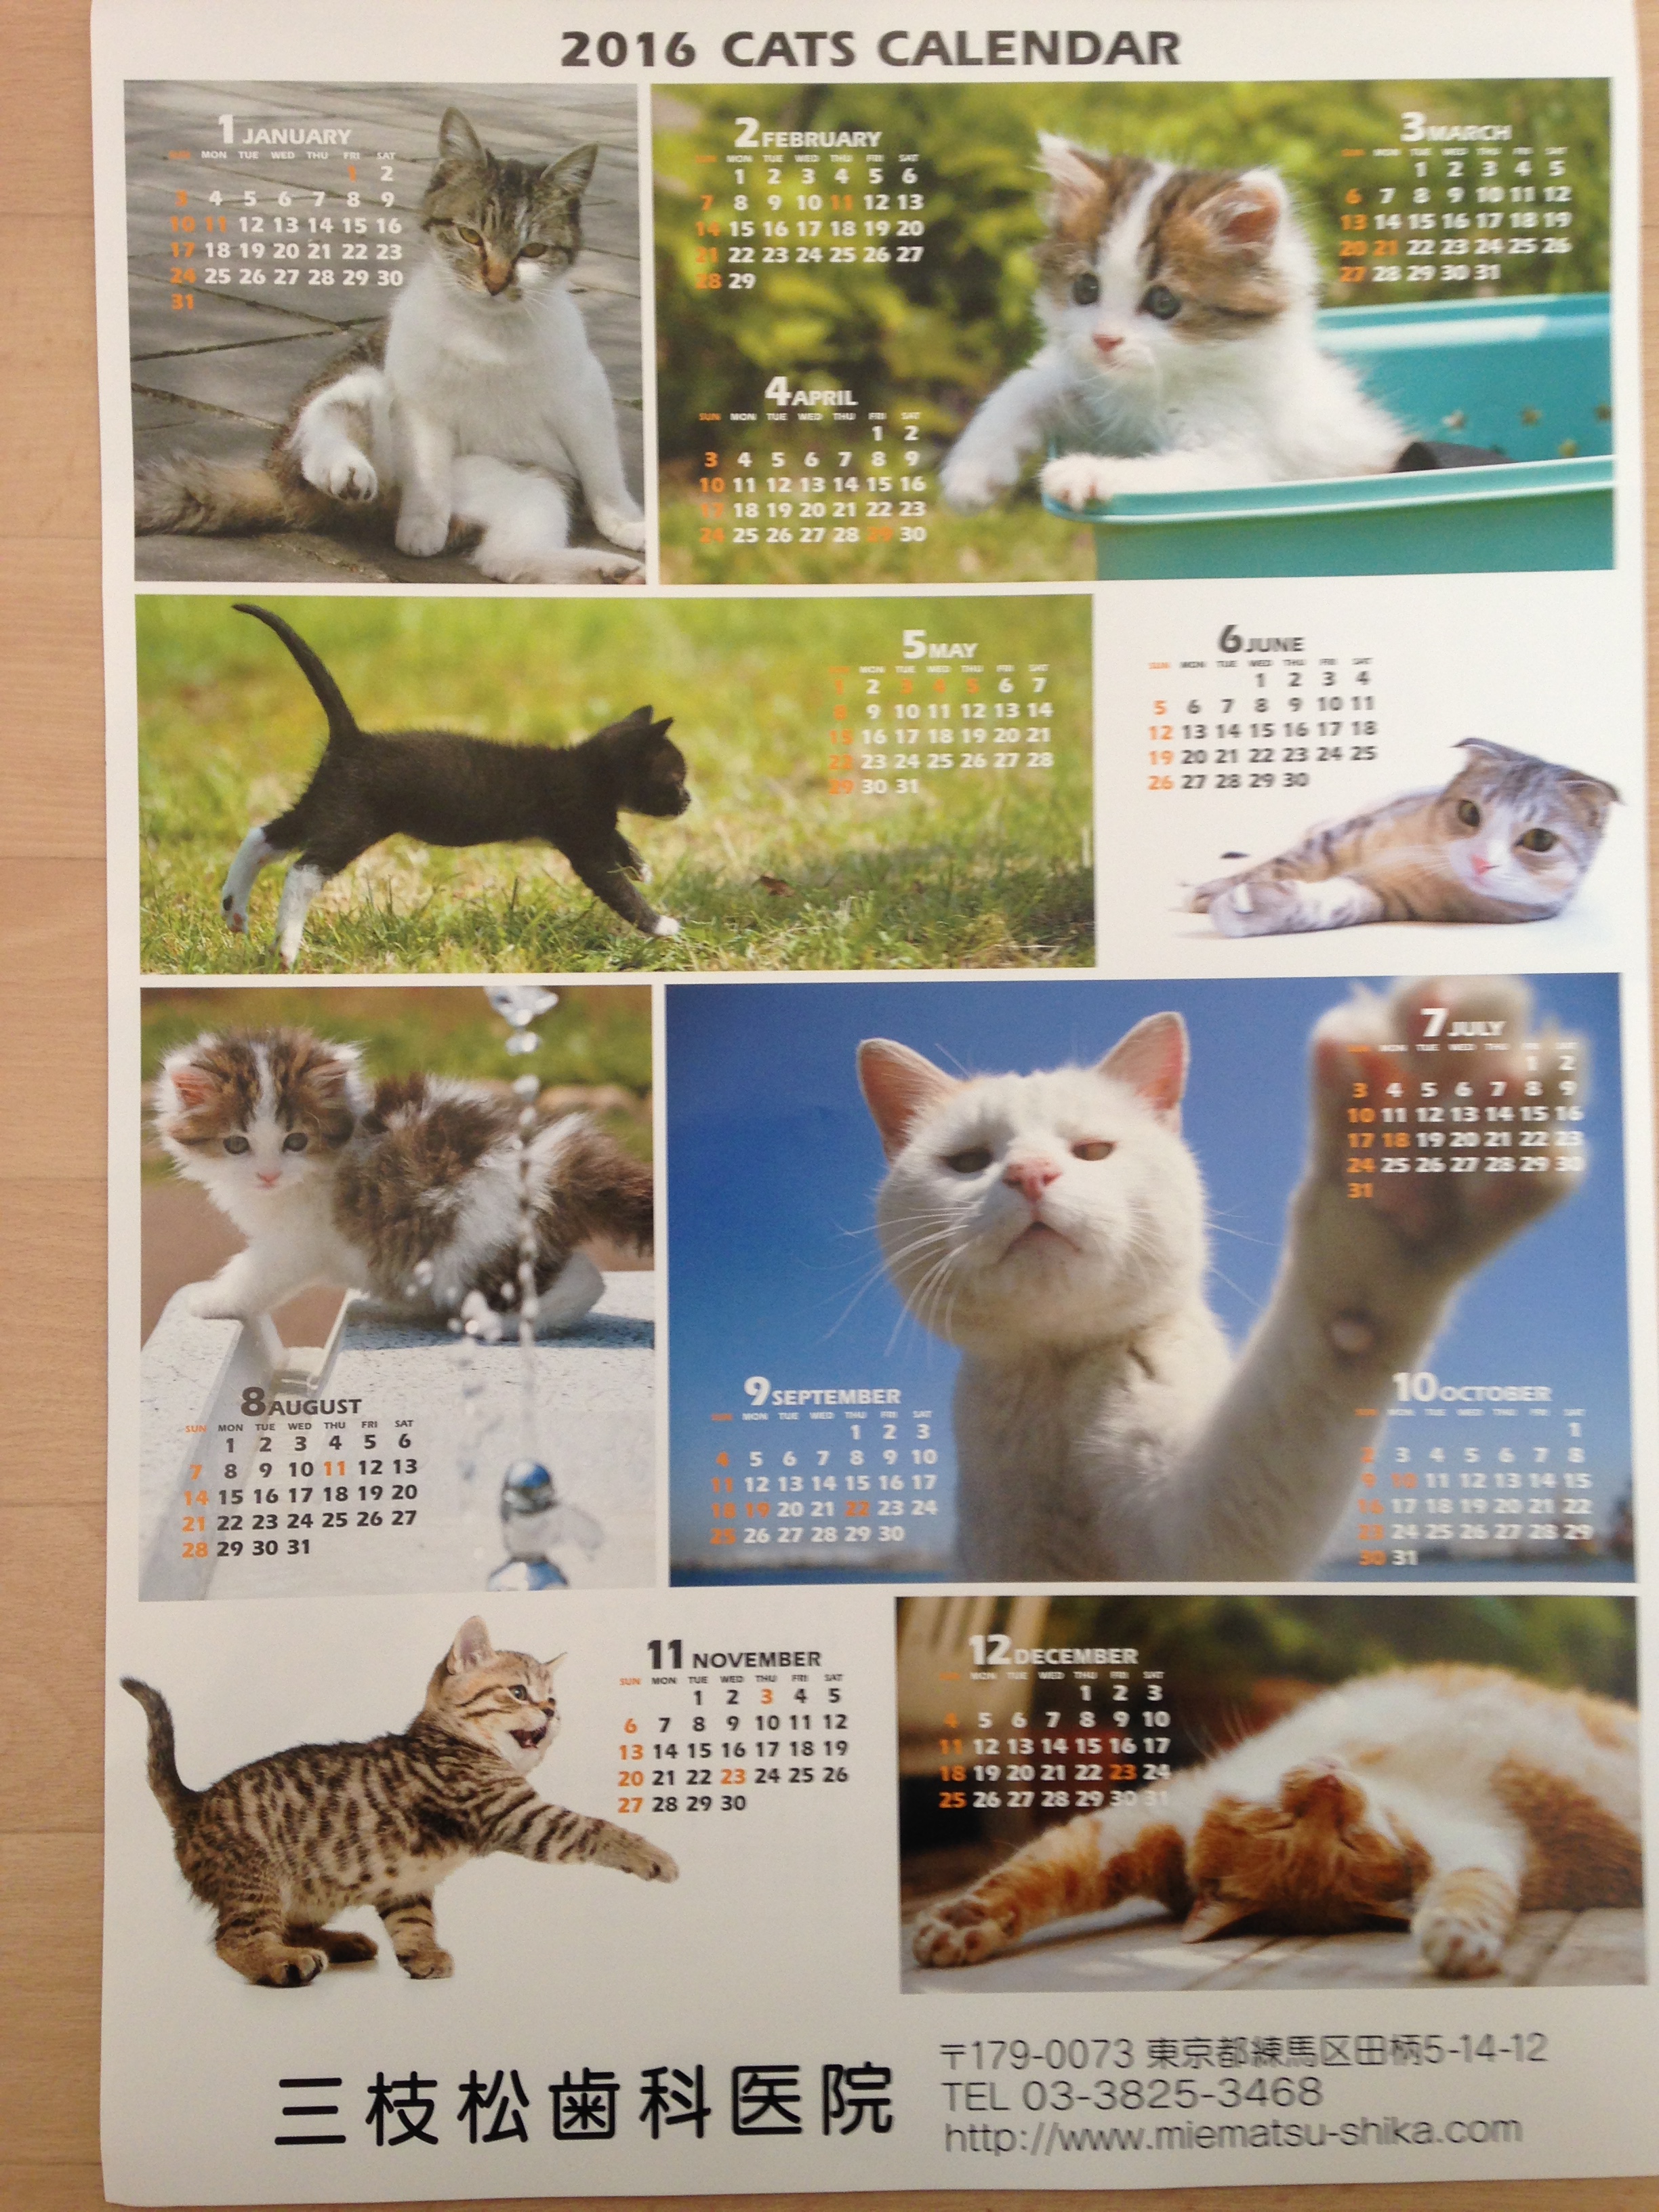 2016 CATS CALENDAR
1 JANUARY
SUN MON TUE WED THU FRI SAT
1 2
3 4 5 6 7 8 9
10 11 12 13 14 15 16
17 18 19 20 21 22 23
24 25 26 27 28 29 30
31
2 FEBRUARY
SUN MON TUE WED THU FRI SAT
1 2 3 4 5 6
7 8 9 10 11 12 13
14 15 16 17 18 19 20
21 22 23 24 25 26 27
28 29
3 MARCH
SUN MON TUE WED THU FRI SAT
1 2 3 4 5
6 7 8 9 10 11 12
13 14 15 16 17 18 19
20 21 22 23 24 25 26
27 28 29 30 31
4 APRIL
SUN MON TUE WED THU FRI SAT
1 2
3 4 5 6 7 8 9
10 11 12 13 14 15 16
17 18 19 20 21 22 23
24 25 26 27 28 29 30
5 MAY
SUN MON TUE WED THU FRI SAT
1 2 3 4 5 6 7
8 9 10 11 12 13 14
15 16 17 18 19 20 21
22 23 24 25 26 27 28
29 30 31
6 JUNE
SUN MON TUE WED THU FRI SAT
1 2 3 4
5 6 7 8 9 10 11
12 13 14 15 16 17 18
19 20 21 22 23 24 25
26 27 28 29 30
7 JULY
SUN MON TUE WED THU FRI SAT
1 2
3 4 5 6 7 8 9
10 11 12 13 14 15 16
17 18 19 20 21 22 23
24 25 26 27 28 29 30
31
8 AUGUST
SUN MON TUE WED THU FRI SAT
1 2 3 4 5 6
7 8 9 10 11 12 13
14 15 16 17 18 19 20
21 22 23 24 25 26 27
28 29 30 31
9 SEPTEMBER
SUN MON TUE WED THU FRI SAT
1 2 3
4 5 6 7 8 9 10
11 12 13 14 15 16 17
18 19 20 21 22 23 24
25 26 27 28 29 30
10 OCTOBER
SUN MON TUE WED THU FRI SAT
1
2 3 4 5 6 7 8
9 10 11 12 13 14 15
16 17 18 19 20 21 22
23 24 25 26 27 28 29
30 31
11 NOVEMBER
SUN MON TUE WED THU FRI SAT
1 2 3 4 5
6 7 8 9 10 11 12
13 14 15 16 17 18 19
20 21 22 23 24 25 26
27 28 29 30
12 DECEMBER
SUN MON TUE WED THU FRI SAT
1 2 3
4 5 6 7 8 9 10
11 12 13 14 15 16 17
18 19 20 21 22 23 24
25 26 27 28 29 30 31
三枝松歯科医院
〒179-0073 東京都練馬区田柄5-14-12
TEL 03-3825-3468
http://www.miematsu-shika.com